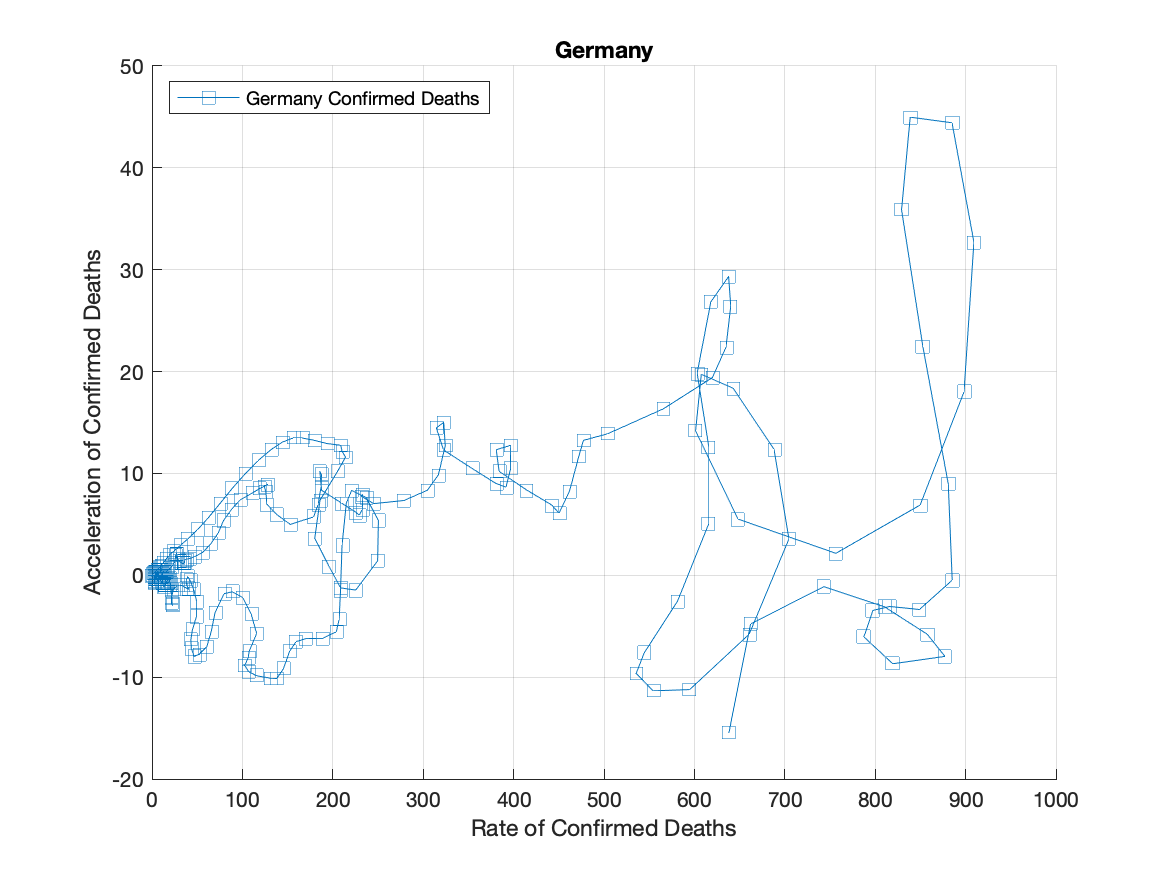 Germany
50
Germany Confirmed Deaths
40
30
20
10
0
-10
-20
Acceleration of Confirmed Deaths
0 100 200 300 400 500 600 700 800 900 1000
Rate of Confirmed Deaths